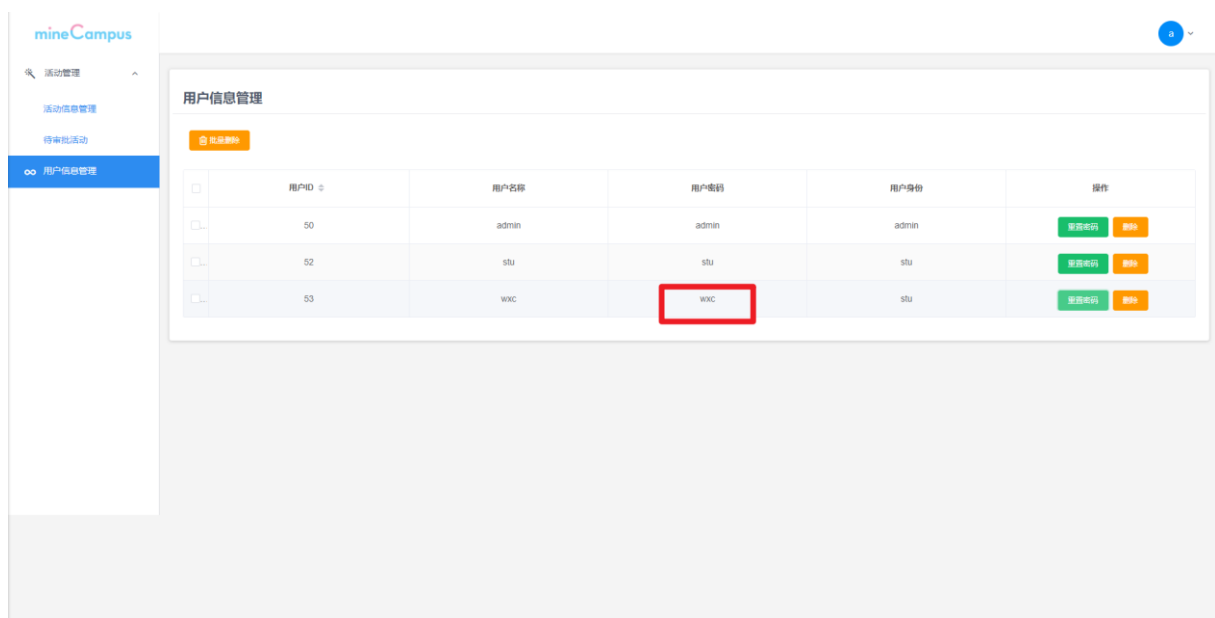 mineCampus
a
活动管理
活动信息管理
待审批活动
用户信息管理
用户信息管理
批量删除
用户ID 用户名称 用户密码 用户身份 操作
50 admin admin admin 重置密码 删除
52 stu stu stu 重置密码 删除
53 wxc wxc stu 重置密码 删除